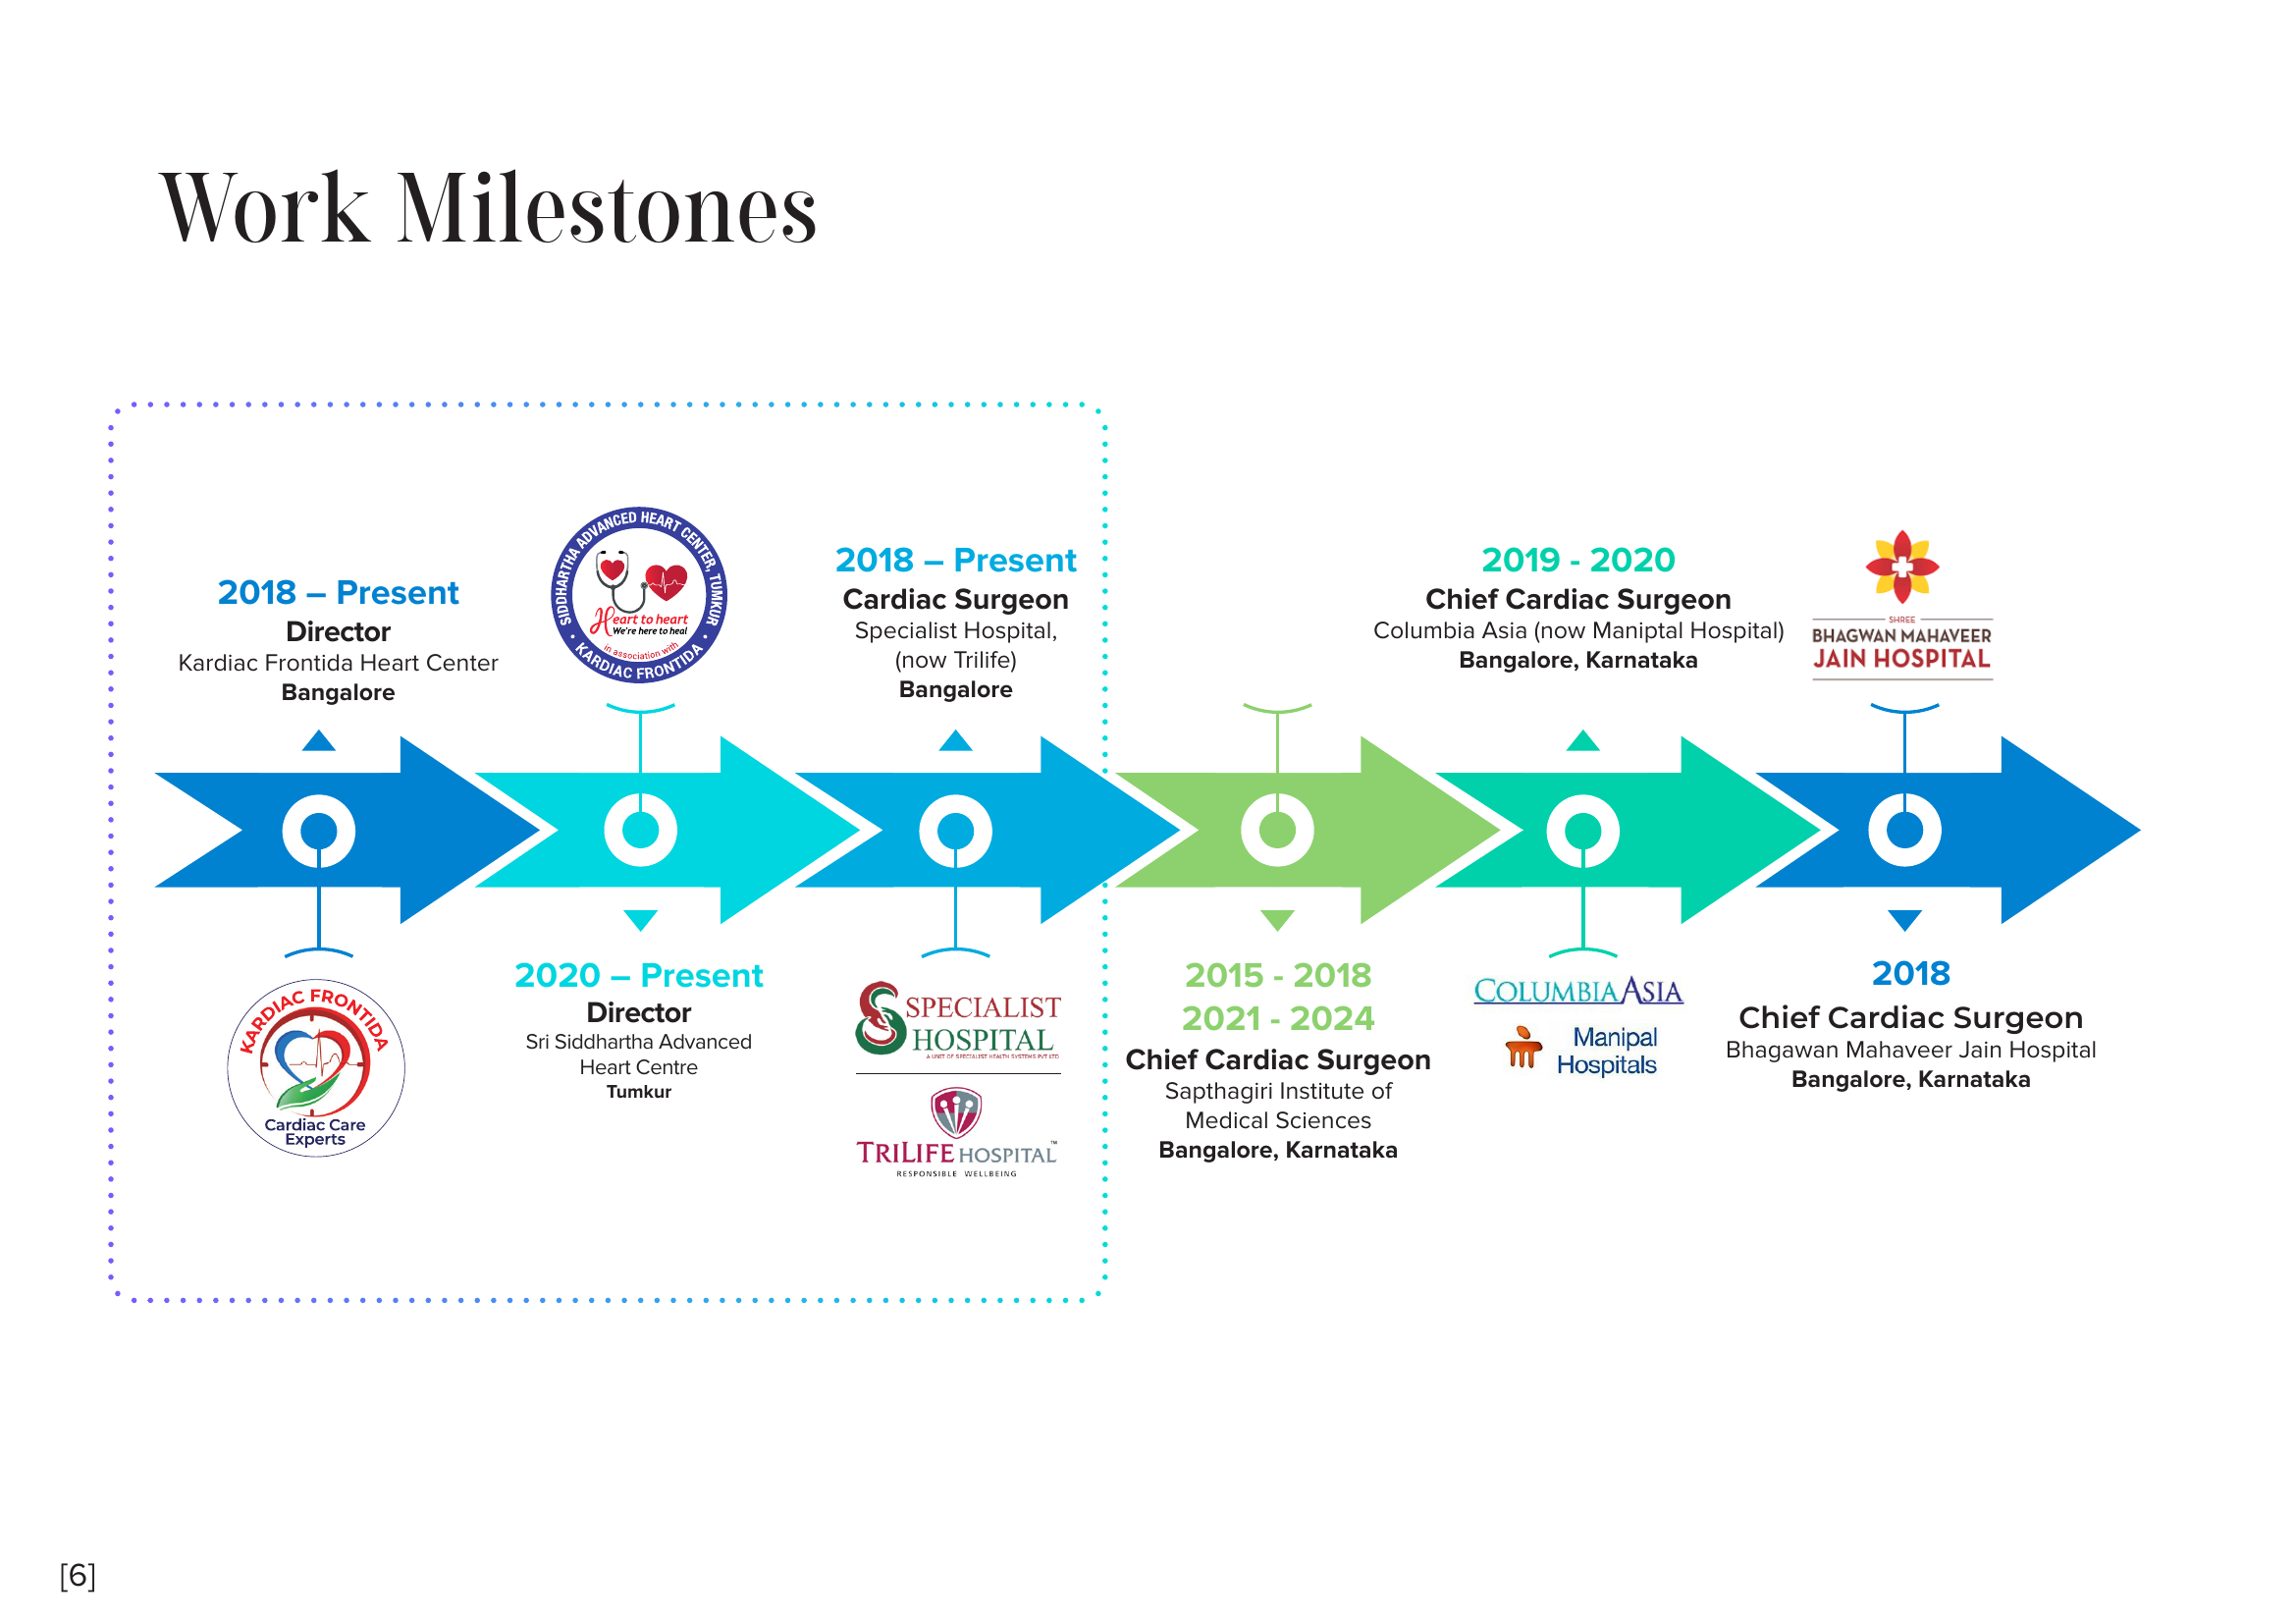 Work Milestones
2018 – Present
Director
Kardiac Frontida Heart Center
Bangalore
KARDIAC FRONTIDA
Cardiac Care
Experts
SIDDHARTHA ADVANCED HEART CENTER, TUMKUR
Heart to heart
We're here to heal
in association with
• KARDIAC FRONTIDA •
2020 – Present
Director
Sri Siddhartha Advanced
Heart Centre
Tumkur
2018 – Present
Cardiac Surgeon
Specialist Hospital,
(now Trilife)
Bangalore
SPECIALIST
HOSPITAL
A UNIT OF SPECIALIST HEALTH SYSTEMS PVT LTD
TRILIFE HOSPITAL™
RESPONSIBLE WELLBEING
2015 - 2018
2021 - 2024
Chief Cardiac Surgeon
Sapthagiri Institute of
Medical Sciences
Bangalore, Karnataka
2019 - 2020
Chief Cardiac Surgeon
Columbia Asia (now Maniptal Hospital)
Bangalore, Karnataka
COLUMBIA ASIA
Manipal
Hospitals
SHREE
BHAGWAN MAHAVEER
JAIN HOSPITAL
2018
Chief Cardiac Surgeon
Bhagawan Mahaveer Jain Hospital
Bangalore, Karnataka
[6]